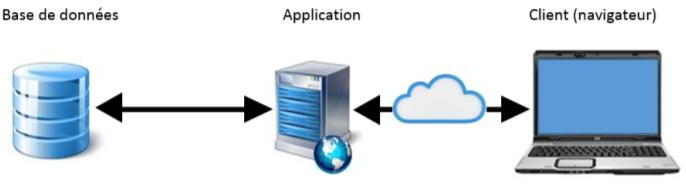 Base de données
Application
Client (navigateur)